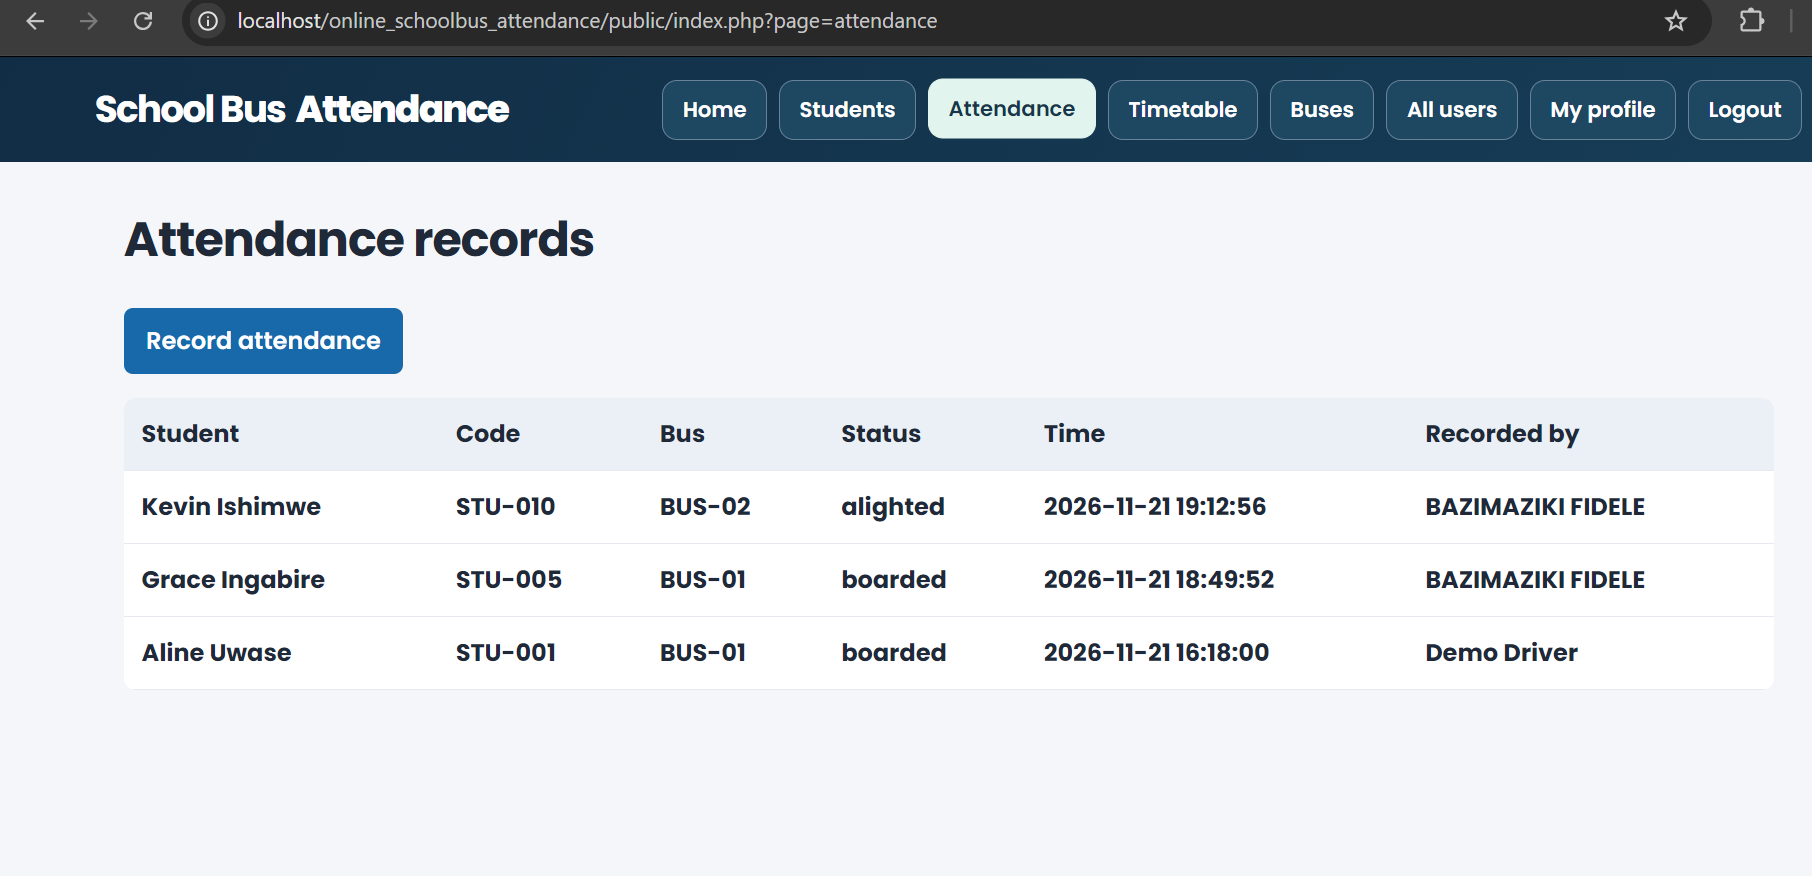 localhost/online_schoolbus_attendance/public/index.php?page=attendance
School Bus Attendance Home Students Attendance Timetable Buses All users My profile Logout
Attendance records
Record attendance
Student Code Bus Status Time Recorded by
Kevin Ishimwe STU-010 BUS-02 alighted 2026-11-21 19:12:56 BAZIMAZIKI FIDELE
Grace Ingabire STU-005 BUS-01 boarded 2026-11-21 18:49:52 BAZIMAZIKI FIDELE
Aline Uwase STU-001 BUS-01 boarded 2026-11-21 16:18:00 Demo Driver